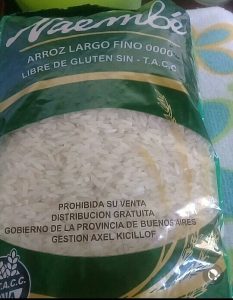 Naembé
ARROZ LARGO FINO 0000
LIBRE DE GLUTEN SIN - T.A.C.C.
PROHIBIDA SU VENTA
DISTRIBUCION GRATUITA
GOBIERNO DE LA PROVINCIA DE BUENOS AIRES
GESTION AXEL KICILLOF
T.A.C.C.